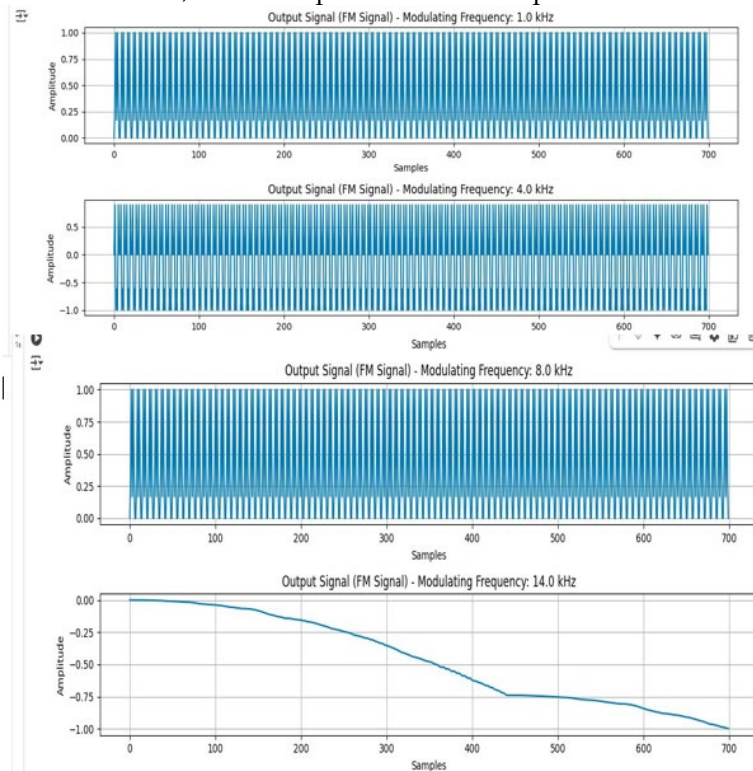 Output Signal (FM Signal) - Modulating Frequency: 1.0 kHz
1.00
0.75
0.50
0.25
0.00
Amplitude
0 100 200 300 400 500 600 700
Samples
Output Signal (FM Signal) - Modulating Frequency: 4.0 kHz
0.5
0.0
−0.5
−1.0
Amplitude
0 100 200 300 400 500 600 700
Samples
Output Signal (FM Signal) - Modulating Frequency: 8.0 kHz
1.00
0.75
0.50
0.25
0.00
Amplitude
0 100 200 300 400 500 600 700
Samples
Output Signal (FM Signal) - Modulating Frequency: 14.0 kHz
0.00
−0.25
−0.50
−0.75
−1.00
Amplitude
0 100 200 300 400 500 600 700
Samples